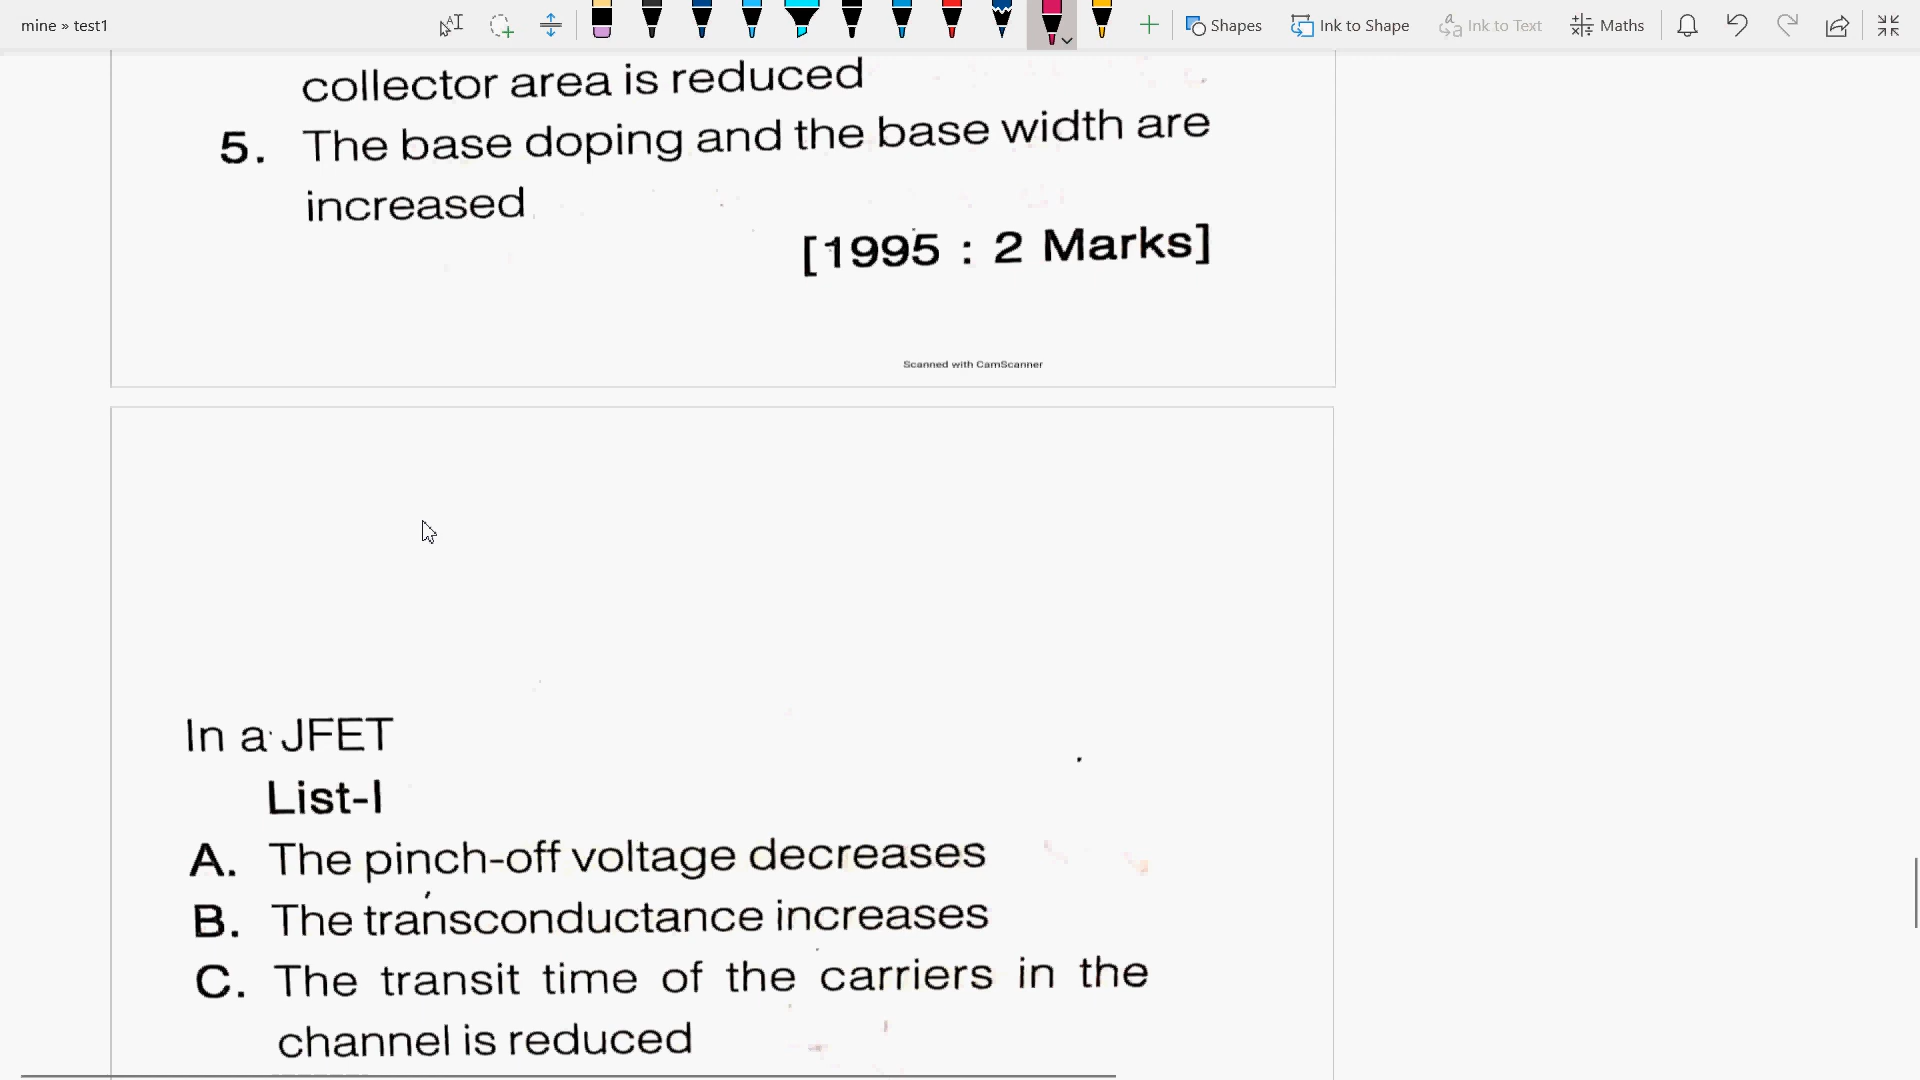 mine » test1
Shapes
Ink to Shape
Ink to Text
Maths
collector area is reduced
5. The base doping and the base width are
increased
[1995 : 2 Marks]
Scanned with CamScanner
In a JFET
List-I
A. The pinch-off voltage decreases
B. The transconductance increases
C. The transit time of the carriers in the
channel is reduced